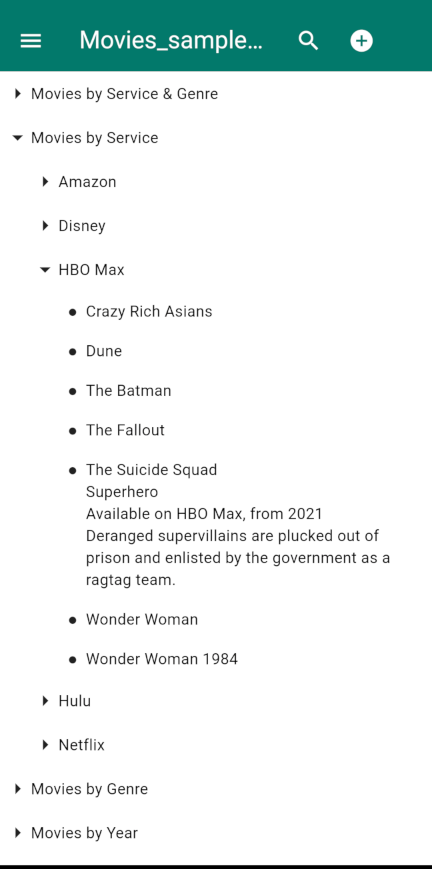 Movies_sample...
Movies by Service & Genre
Movies by Service
Amazon
Disney
HBO Max
Crazy Rich Asians
Dune
The Batman
The Fallout
The Suicide Squad
Superhero
Available on HBO Max, from 2021
Deranged supervillains are plucked out of
prison and enlisted by the government as a
ragtag team.
Wonder Woman
Wonder Woman 1984
Hulu
Netflix
Movies by Genre
Movies by Year